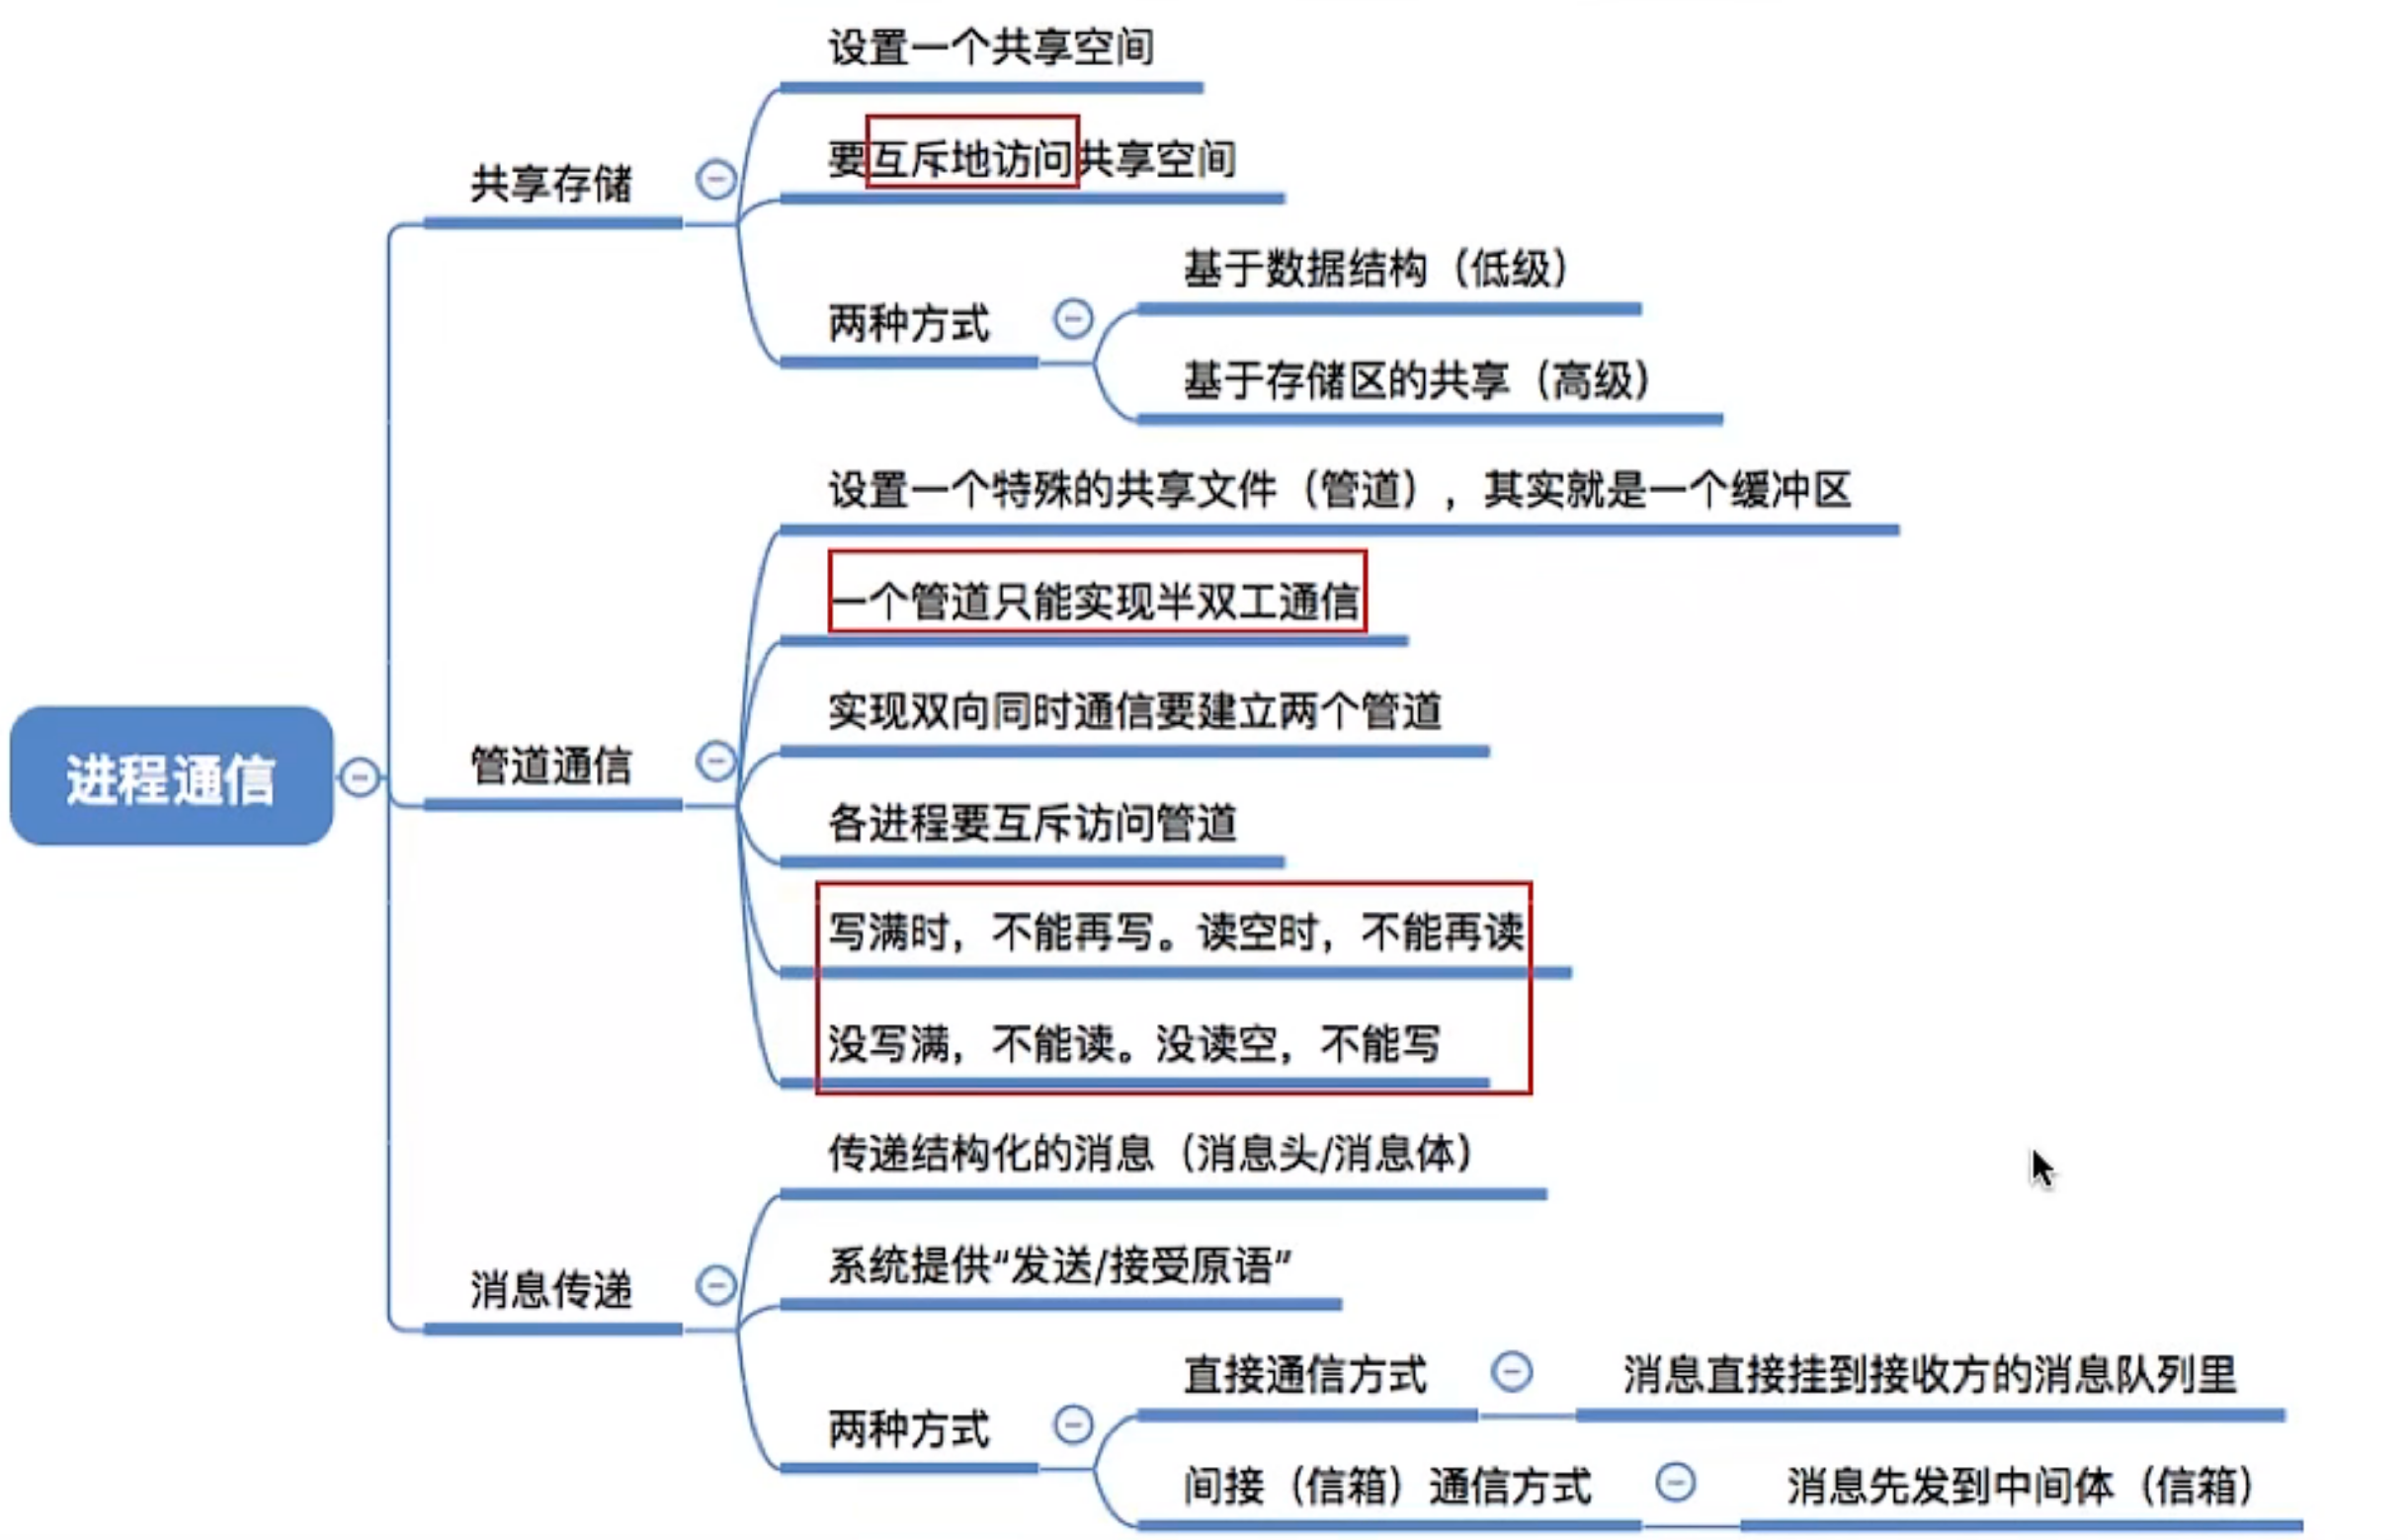 进程通信
共享存储
设置一个共享空间
要互斥地访问共享空间
两种方式
基于数据结构（低级）
基于存储区的共享（高级）
管道通信
设置一个特殊的共享文件（管道），其实就是一个缓冲区
一个管道只能实现半双工通信
实现双向同时通信要建立两个管道
各进程要互斥访问管道
写满时，不能再写。读空时，不能再读
没写满，不能读。没读空，不能写
消息传递
传递结构化的消息（消息头/消息体）
系统提供“发送/接受原语”
两种方式
直接通信方式
消息直接挂到接收方的消息队列里
间接（信箱）通信方式
消息先发到中间体（信箱）